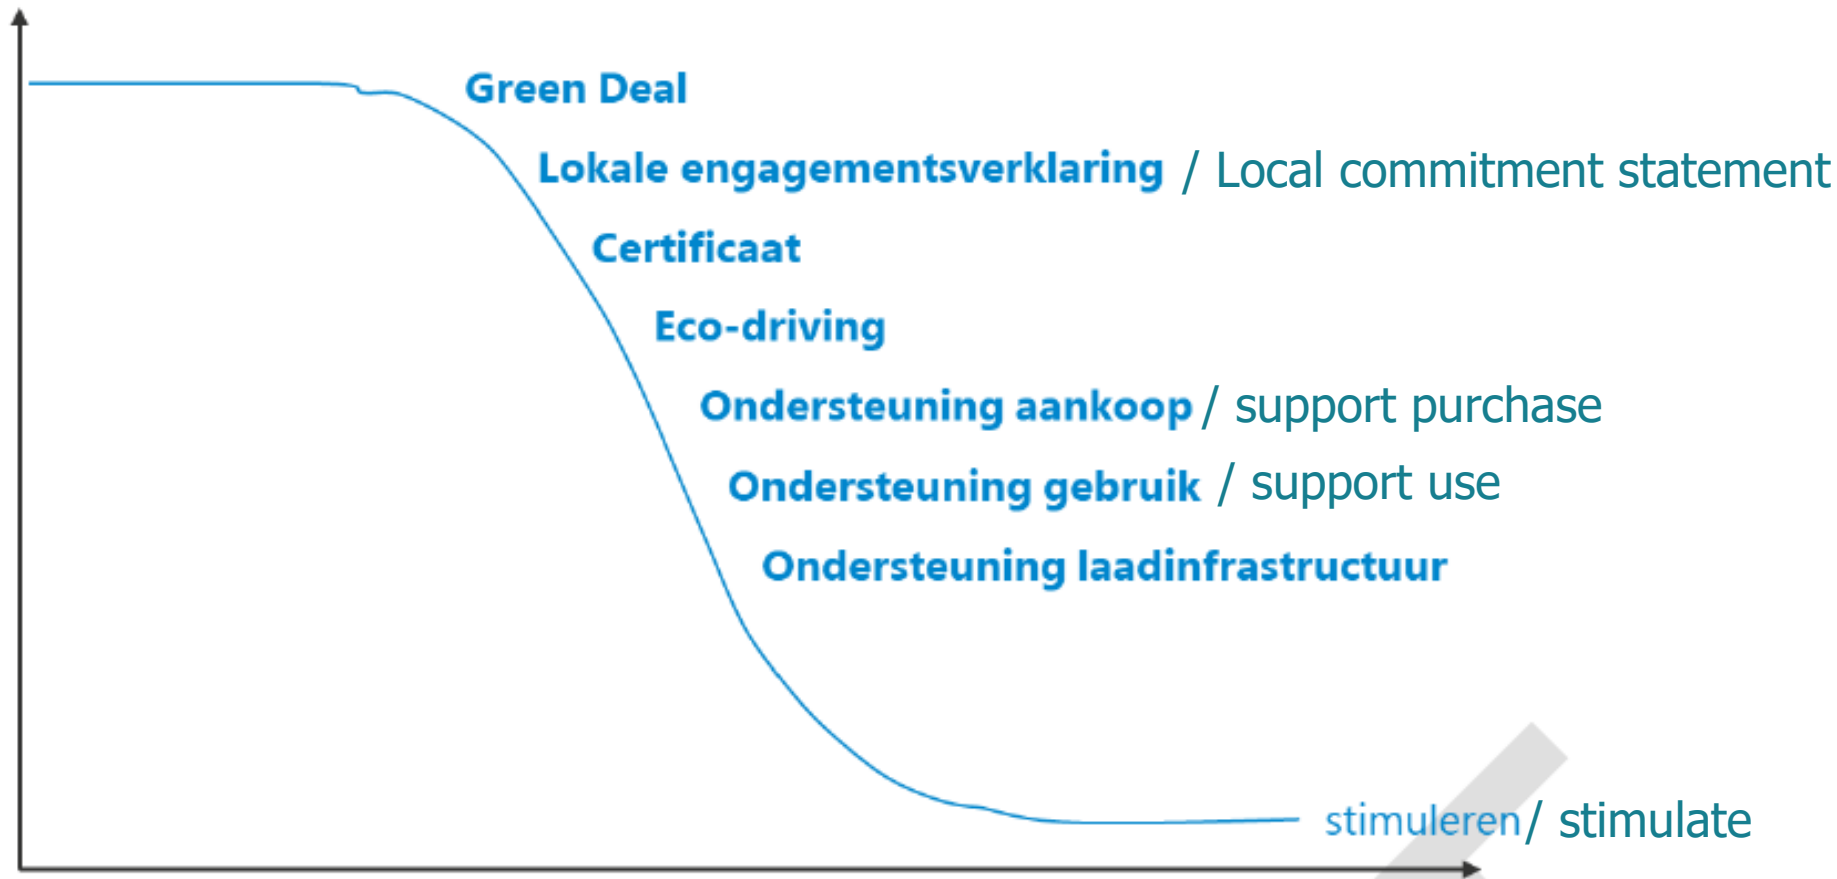 Green Deal
Lokale engagementsverklaring / Local commitment statement
Certificaat
Eco-driving
Ondersteuning aankoop / support purchase
Ondersteuning gebruik / support use
Ondersteuning laadinfrastructuur
stimuleren / stimulate